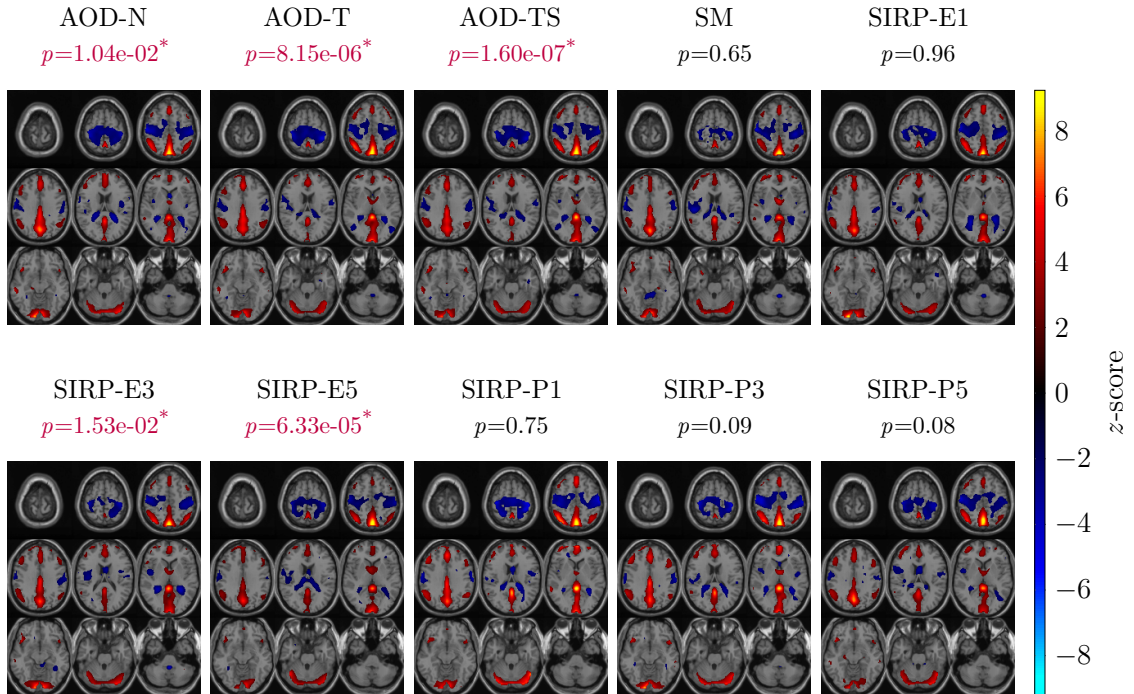 AOD-N AOD-T AOD-TS SM SIRP-E1
p=1.04e-02* p=8.15e-06* p=1.60e-07* p=0.65 p=0.96
8
6
4
2
0
−2
−4
−6
−8
z-score
SIRP-E3 SIRP-E5 SIRP-P1 SIRP-P3 SIRP-P5
p=1.53e-02* p=6.33e-05* p=0.75 p=0.09 p=0.08